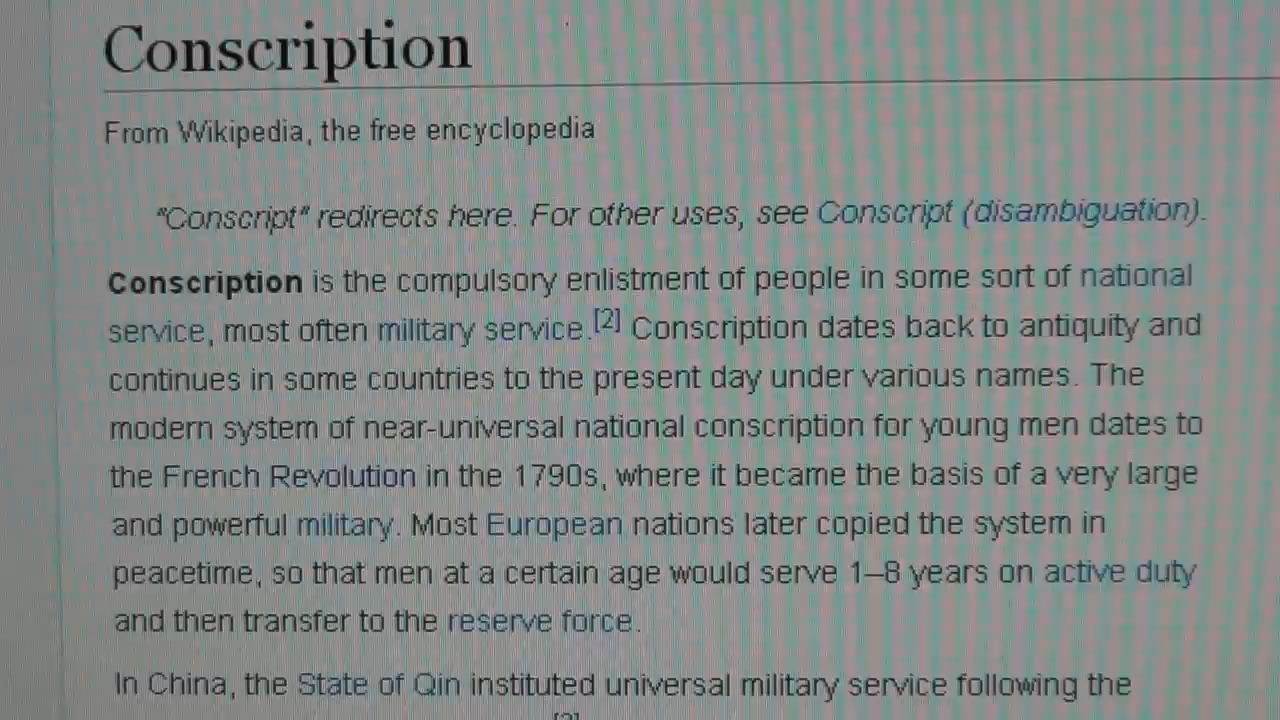 Conscription
From Wikipedia, the free encyclopedia
"Conscript" redirects here. For other uses, see Conscript (disambiguation).
Conscription is the compulsory enlistment of people in some sort of national
service, most often military service.[2] Conscription dates back to antiquity and
continues in some countries to the present day under various names. The
modern system of near-universal national conscription for young men dates to
the French Revolution in the 1790s, where it became the basis of a very large
and powerful military. Most European nations later copied the system in
peacetime, so that men at a certain age would serve 1–8 years on active duty
and then transfer to the reserve force.
In China, the State of Qin instituted universal military service following the